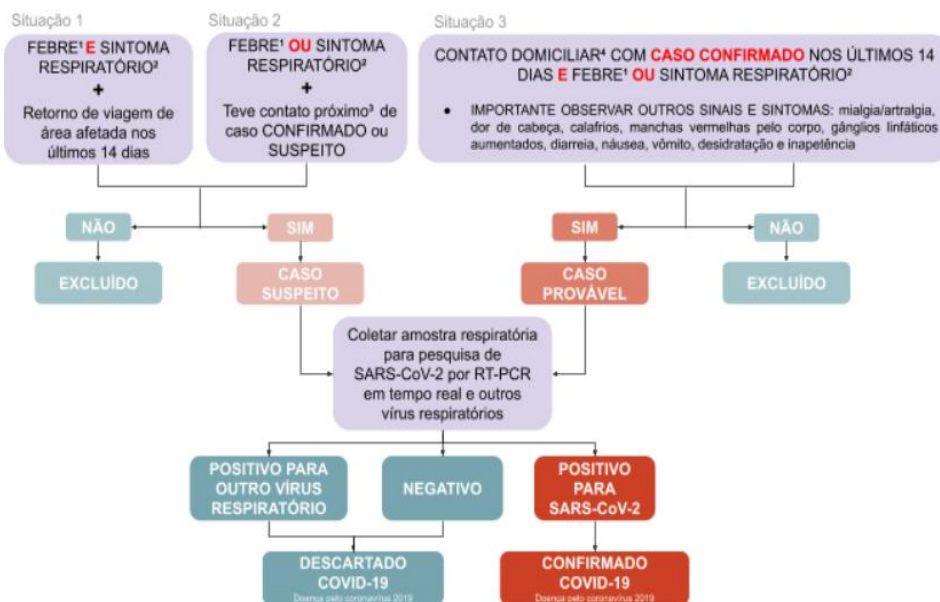 Situação 1
FEBRE¹ E SINTOMA
RESPIRATÓRIO²
+
Retorno de viagem de
área afetada nos
últimos 14 dias
Situação 2
FEBRE¹ OU SINTOMA
RESPIRATÓRIO²
+
Teve contato próximo³ de
caso CONFIRMADO ou
SUSPEITO
Situação 3
CONTATO DOMICILIAR⁴ COM CASO CONFIRMADO NOS ÚLTIMOS 14
DIAS E FEBRE¹ OU SINTOMA RESPIRATÓRIO²
• IMPORTANTE OBSERVAR OUTROS SINAIS E SINTOMAS: mialgia/artralgia,
dor de cabeça, calafrios, manchas vermelhas pelo corpo, gânglios linfáticos
aumentados, diarreia, náusea, vômito, desidratação e inapetência
NÃO
SIM
SIM
NÃO
EXCLUÍDO
CASO
SUSPEITO
CASO
PROVÁVEL
EXCLUÍDO
Coletar amostra respiratória
para pesquisa de
SARS-CoV-2 por RT-PCR
em tempo real e outros
vírus respiratórios
POSITIVO PARA
OUTRO VÍRUS
RESPIRATÓRIO
NEGATIVO
POSITIVO
PARA
SARS-CoV-2
DESCARTADO
COVID-19
Doença pelo coronavírus 2019
CONFIRMADO
COVID-19
Doença pelo coronavírus 2019